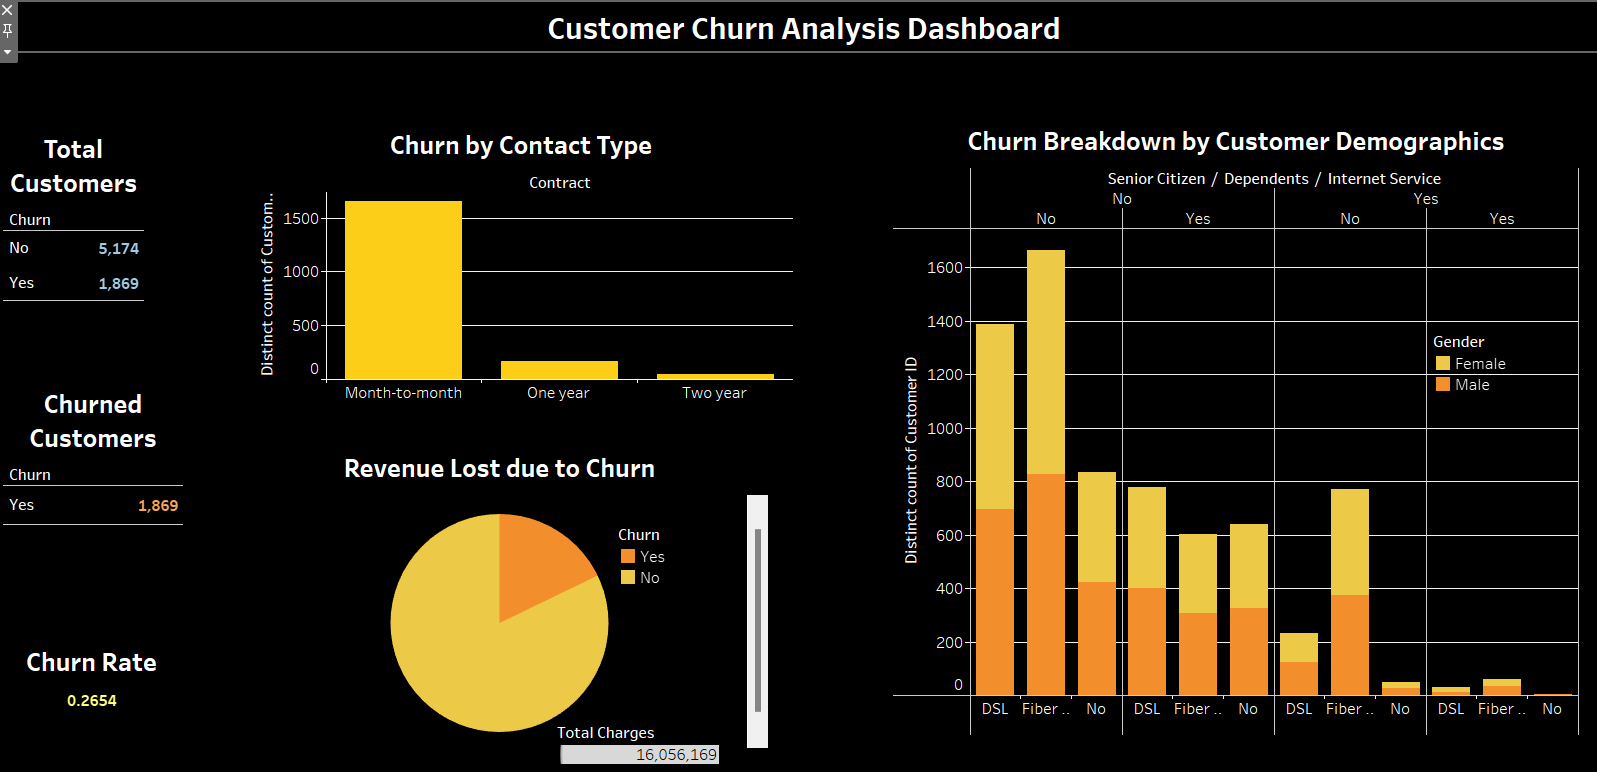 Customer Churn Analysis Dashboard
Total
Customers
Churn
No 5,174
Yes 1,869
Churned
Customers
Churn
Yes 1,869
Churn Rate
0.2654
Churn by Contact Type
Contract
Distinct count of Custom..
1500
1000
500
0
Month-to-month One year Two year
Revenue Lost due to Churn
Churn
Yes
No
Total Charges
16,056,169
Churn Breakdown by Customer Demographics
Senior Citizen / Dependents / Internet Service
No Yes
No Yes No Yes
Distinct count of Customer ID
1600
1400
1200
1000
800
600
400
200
0
Gender
Female
Male
DSL Fiber .. No DSL Fiber .. No DSL Fiber .. No DSL Fiber .. No